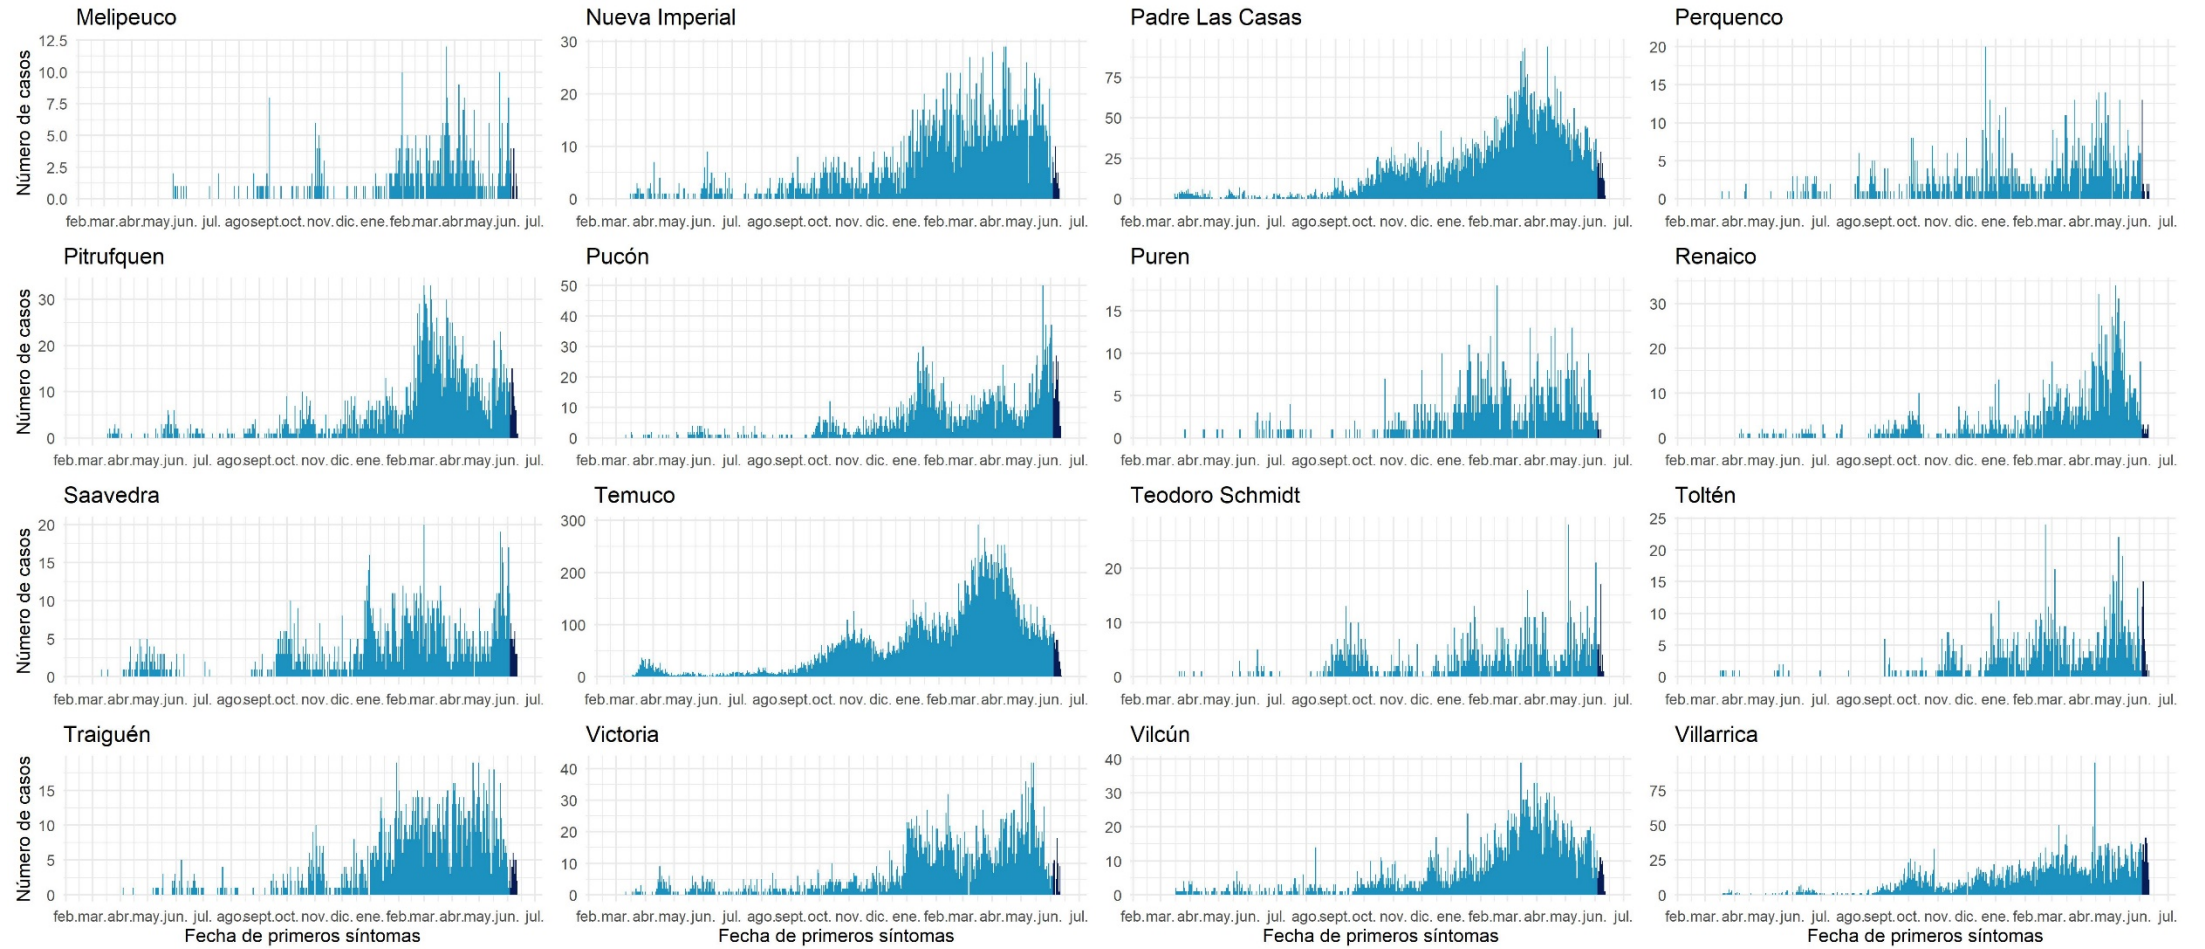 Melipeuco
Nueva Imperial
Padre Las Casas
Perquenco
Número de casos
12.5
10.0
7.5
5.0
2.5
0.0
30
20
10
0
75
50
25
0
20
15
10
5
0
feb.mar. abr.may.jun. jul. ago.sept.oct. nov. dic. ene. feb.mar. abr.may.jun. jul.
feb.mar. abr.may.jun. jul. ago.sept.oct. nov. dic. ene. feb.mar. abr.may.jun. jul.
feb.mar. abr.may.jun. jul. ago.sept.oct. nov. dic. ene. feb.mar. abr.may.jun. jul.
feb.mar. abr.may.jun. jul. ago.sept.oct. nov. dic. ene. feb.mar. abr.may.jun. jul.
Pitrufquen
Pucón
Puren
Renaico
Número de casos
30
20
10
0
50
40
30
20
10
0
15
10
5
0
30
20
10
0
feb.mar. abr.may.jun. jul. ago.sept.oct. nov. dic. ene. feb.mar. abr.may.jun. jul.
feb.mar. abr.may.jun. jul. ago.sept.oct. nov. dic. ene. feb.mar. abr.may.jun. jul.
feb.mar. abr.may.jun. jul. ago.sept.oct. nov. dic. ene. feb.mar. abr.may.jun. jul.
feb.mar. abr.may.jun. jul. ago.sept.oct. nov. dic. ene. feb.mar. abr.may.jun. jul.
Saavedra
Temuco
Teodoro Schmidt
Toltén
Número de casos
20
15
10
5
0
300
200
100
0
20
10
0
25
20
15
10
5
0
feb.mar. abr.may.jun. jul. ago.sept.oct. nov. dic. ene. feb.mar. abr.may.jun. jul.
feb.mar. abr.may.jun. jul. ago.sept.oct. nov. dic. ene. feb.mar. abr.may.jun. jul.
feb.mar. abr.may.jun. jul. ago.sept.oct. nov. dic. ene. feb.mar. abr.may.jun. jul.
feb.mar. abr.may.jun. jul. ago.sept.oct. nov. dic. ene. feb.mar. abr.may.jun. jul.
Traiguén
Victoria
Vilcún
Villarrica
Número de casos
15
10
5
0
40
30
20
10
0
40
30
20
10
0
75
50
25
0
feb.mar. abr.may.jun. jul. ago.sept.oct. nov. dic. ene. feb.mar. abr.may.jun. jul.
feb.mar. abr.may.jun. jul. ago.sept.oct. nov. dic. ene. feb.mar. abr.may.jun. jul.
feb.mar. abr.may.jun. jul. ago.sept.oct. nov. dic. ene. feb.mar. abr.may.jun. jul.
feb.mar. abr.may.jun. jul. ago.sept.oct. nov. dic. ene. feb.mar. abr.may.jun. jul.
Fecha de primeros síntomas
Fecha de primeros síntomas
Fecha de primeros síntomas
Fecha de primeros síntomas